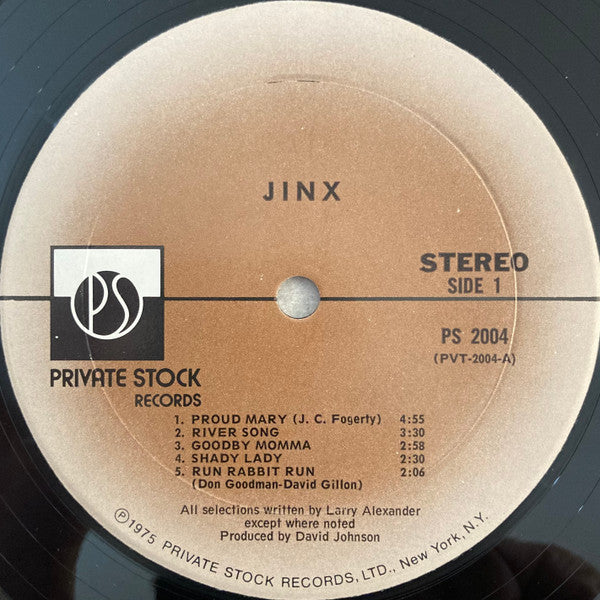 JINX
PS
PRIVATE STOCK
RECORDS
STEREO
SIDE 1
PS 2004
(PVT-2004-A)
1. PROUD MARY (J. C. Fogerty) 4:55
2. RIVER SONG 3:30
3. GOODBY MOMMA 2:58
4. SHADY LADY 2:30
5. RUN RABBIT RUN 2:06
(Don Goodman-David Gillon)
All selections written by Larry Alexander
except where noted
Produced by David Johnson
Ⓟ1975 PRIVATE STOCK RECORDS, LTD., New York, N.Y.